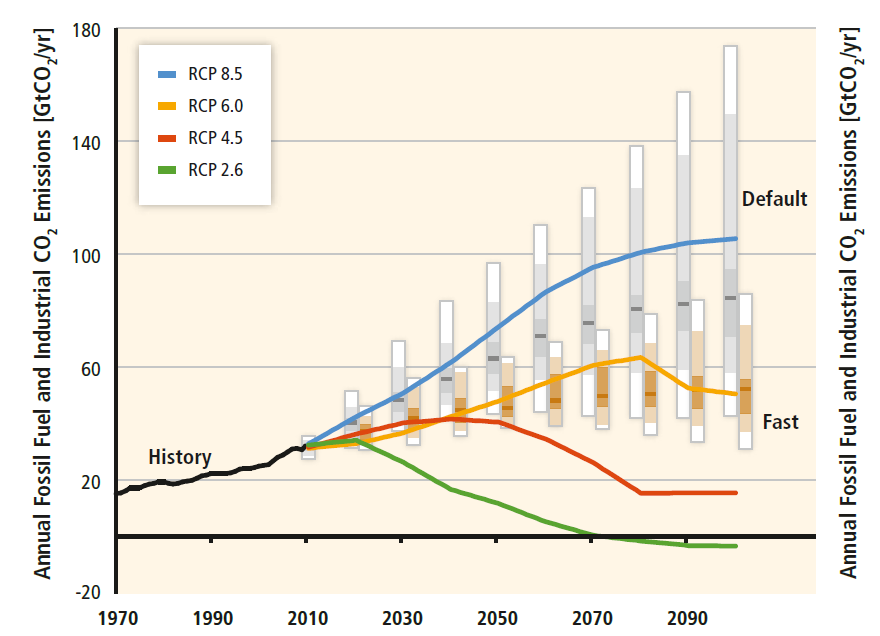 Annual Fossil Fuel and Industrial CO2 Emissions [GtCO2/yr]
180
140
100
60
20
-20
RCP 8.5
RCP 6.0
RCP 4.5
RCP 2.6
History
Default
Fast
1970 1990 2010 2030 2050 2070 2090
Annual Fossil Fuel and Industrial CO2 Emissions [GtCO2/yr]